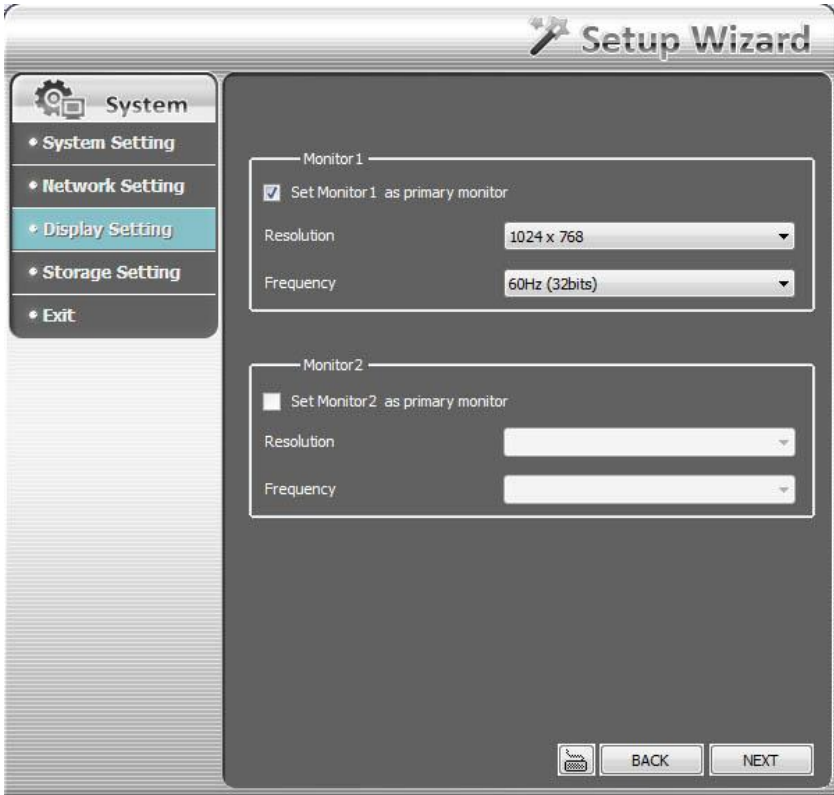 Setup Wizard
System
System Setting
Network Setting
Display Setting
Storage Setting
Exit
Monitor1
Set Monitor1 as primary monitor
Resolution
1024 x 768
Frequency
60Hz (32bits)
Monitor2
Set Monitor2 as primary monitor
Resolution
Frequency
BACK
NEXT